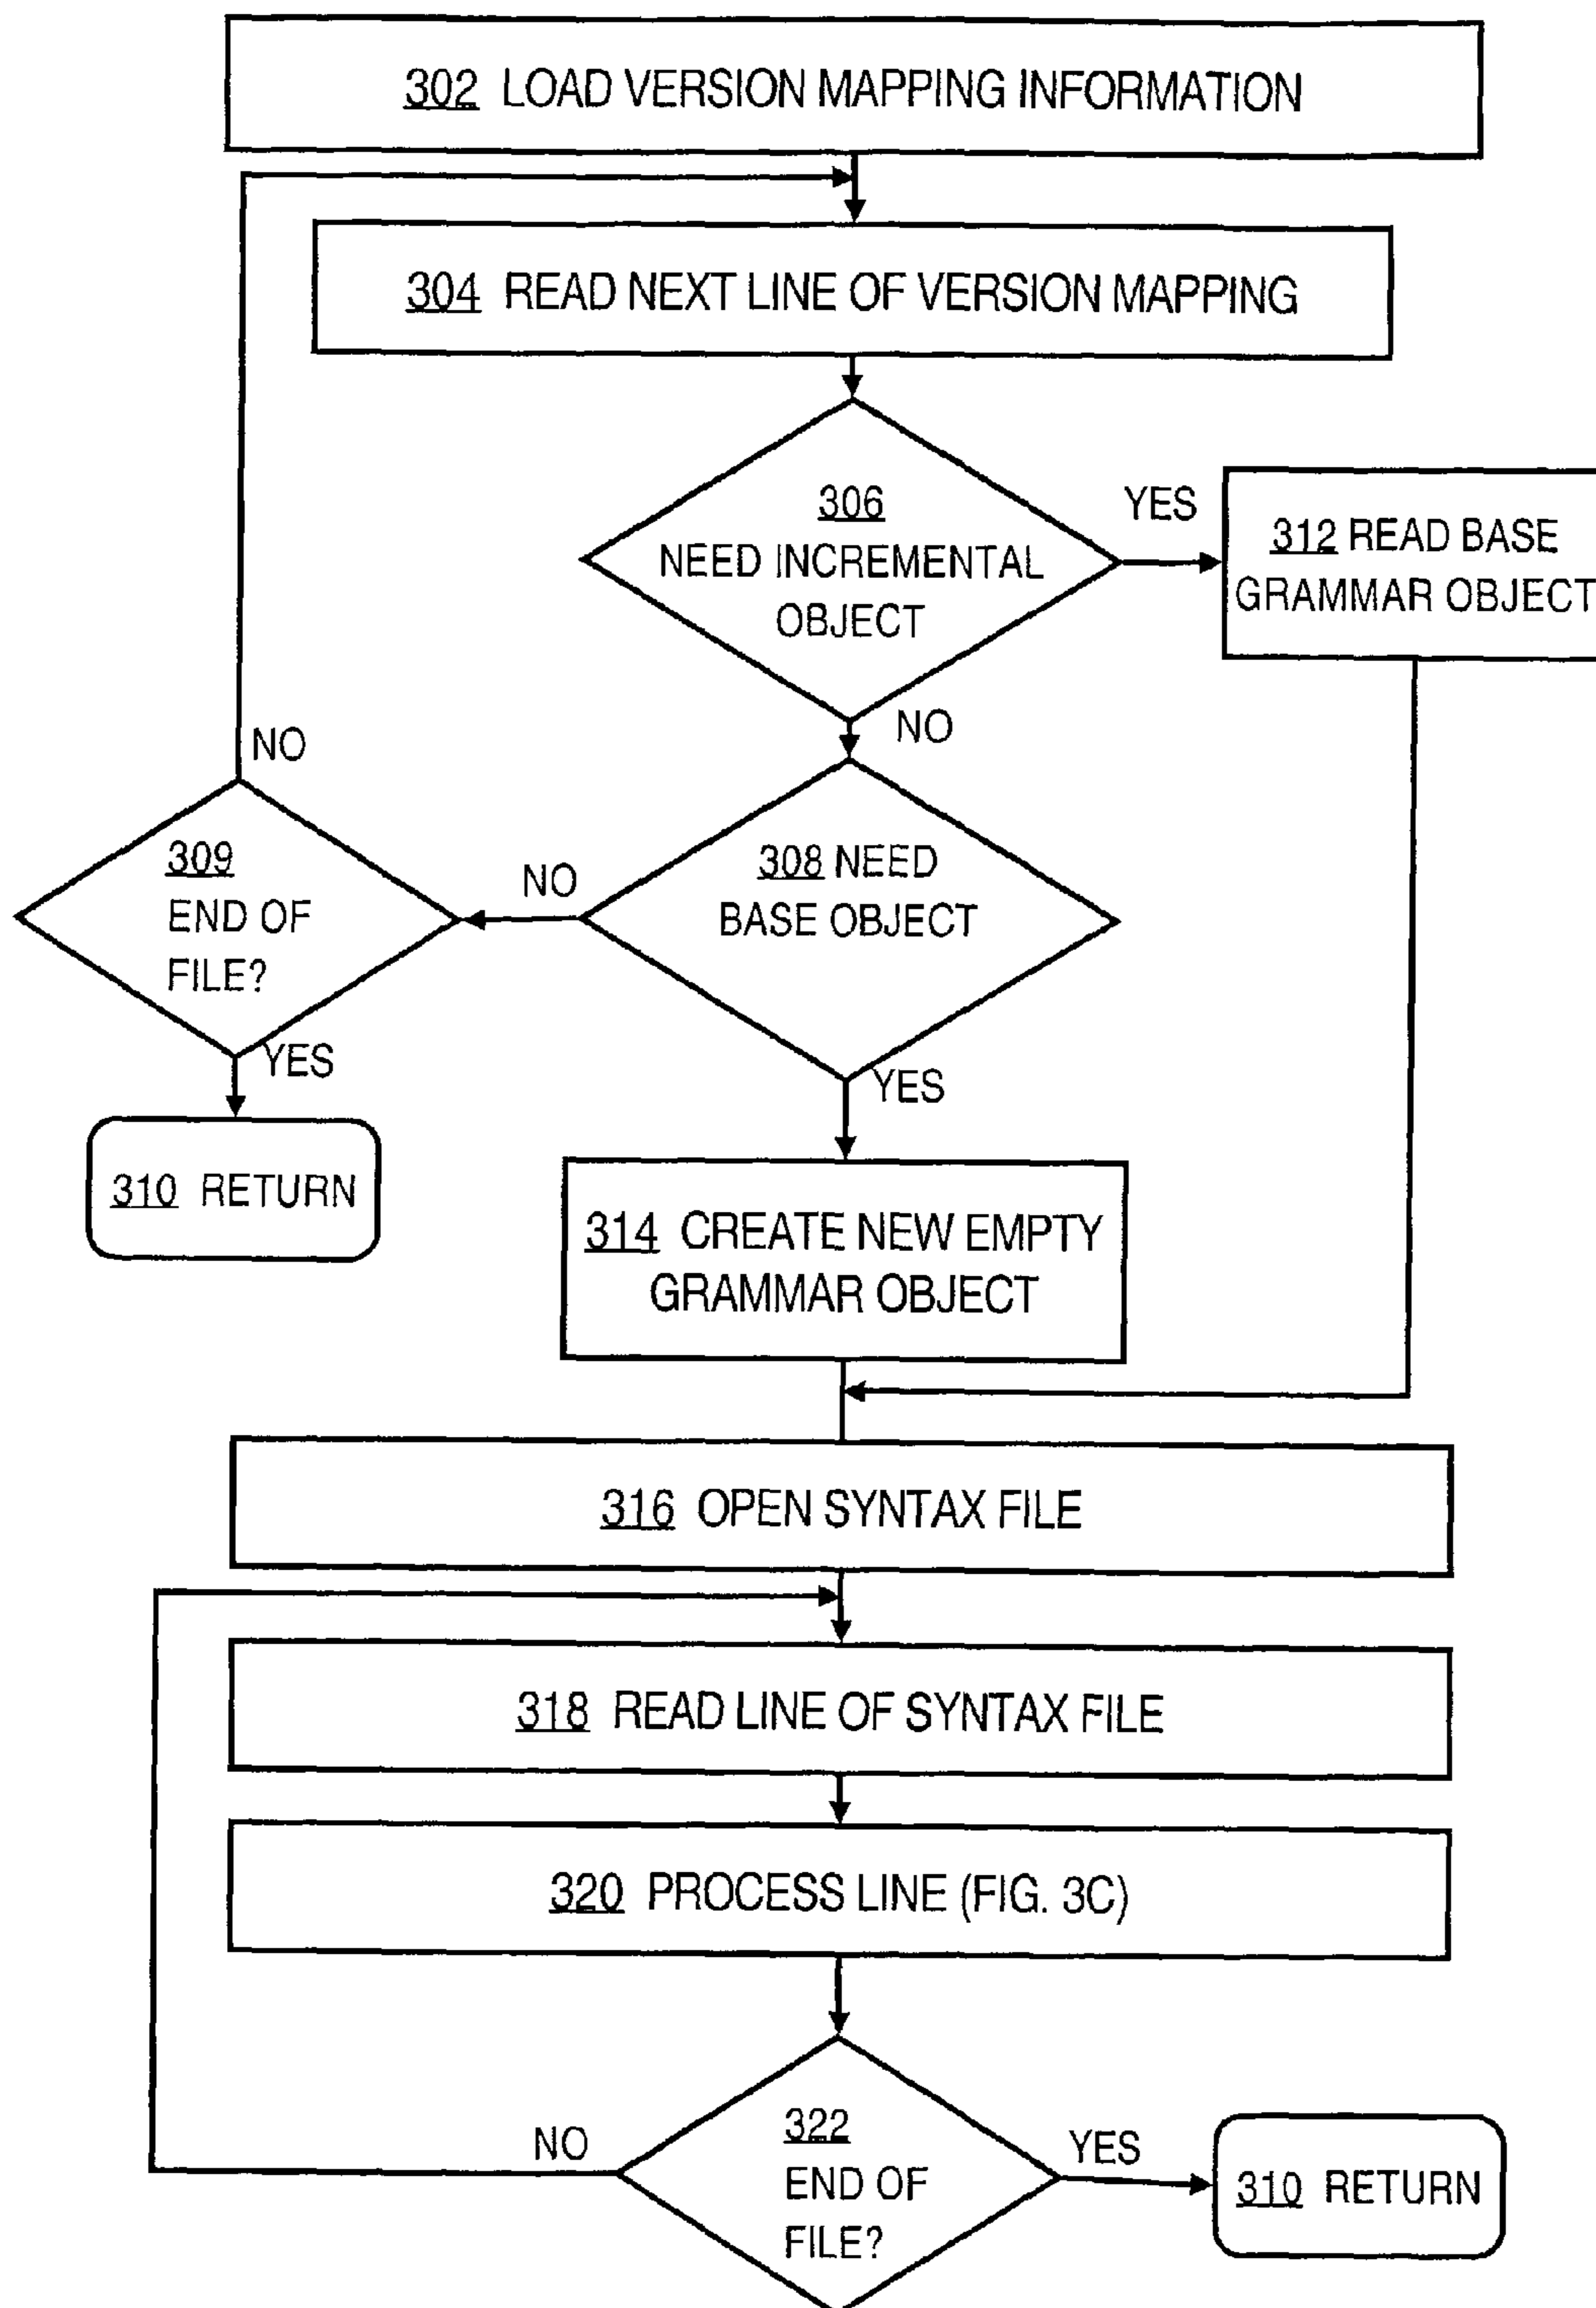 302 LOAD VERSION MAPPING INFORMATION
304 READ NEXT LINE OF VERSION MAPPING
306
NEED INCREMENTAL
OBJECT
YES
312 READ BASE
GRAMMAR OBJECT
NO
NO
309
END OF
FILE?
NO
308 NEED
BASE OBJECT
YES
YES
310 RETURN
314 CREATE NEW EMPTY
GRAMMAR OBJECT
316 OPEN SYNTAX FILE
318 READ LINE OF SYNTAX FILE
320 PROCESS LINE (FIG. 3C)
NO
322
END OF
FILE?
YES
310 RETURN